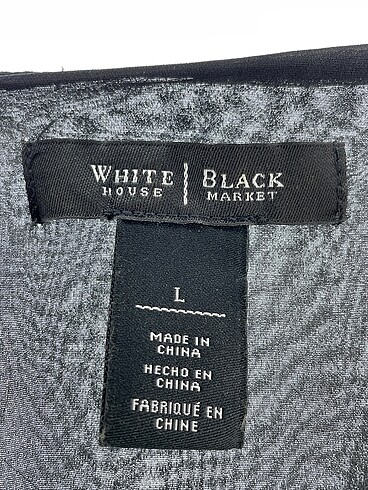 WHITE | BLACK
HOUSE | MARKET
L
MADE IN
CHINA
HECHO EN
CHINA
FABRIQUÉ EN
CHINE